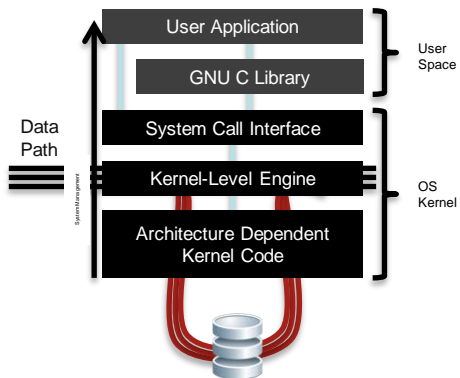 User Application
GNU C Library
User
Space
System Call Interface
Data
Path
Kernel-Level Engine
SystemManagement
OS
Kernel
Architecture Dependent
Kernel Code